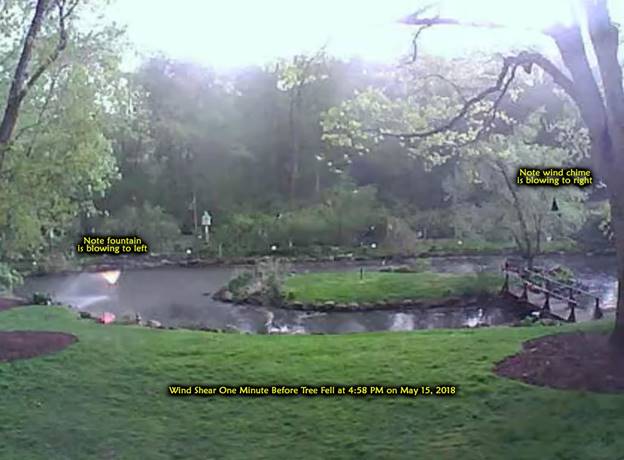 Note wind chime
is blowing to right
Note fountain
is blowing to left
Wind Shear One Minute Before Tree Fell at 4:58 PM on May 15, 2018